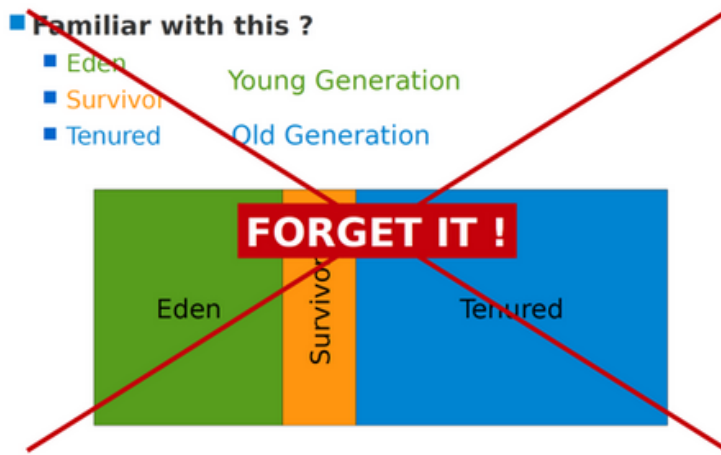 Familiar with this ?
Eden
Young Generation
Survivor
Tenured
Old Generation
FORGET IT !
Eden
Survivor
Tenured